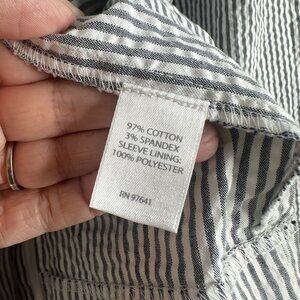 97% COTTON
3% SPANDEX
SLEEVE LINING:
100% POLYESTER
RN 97641